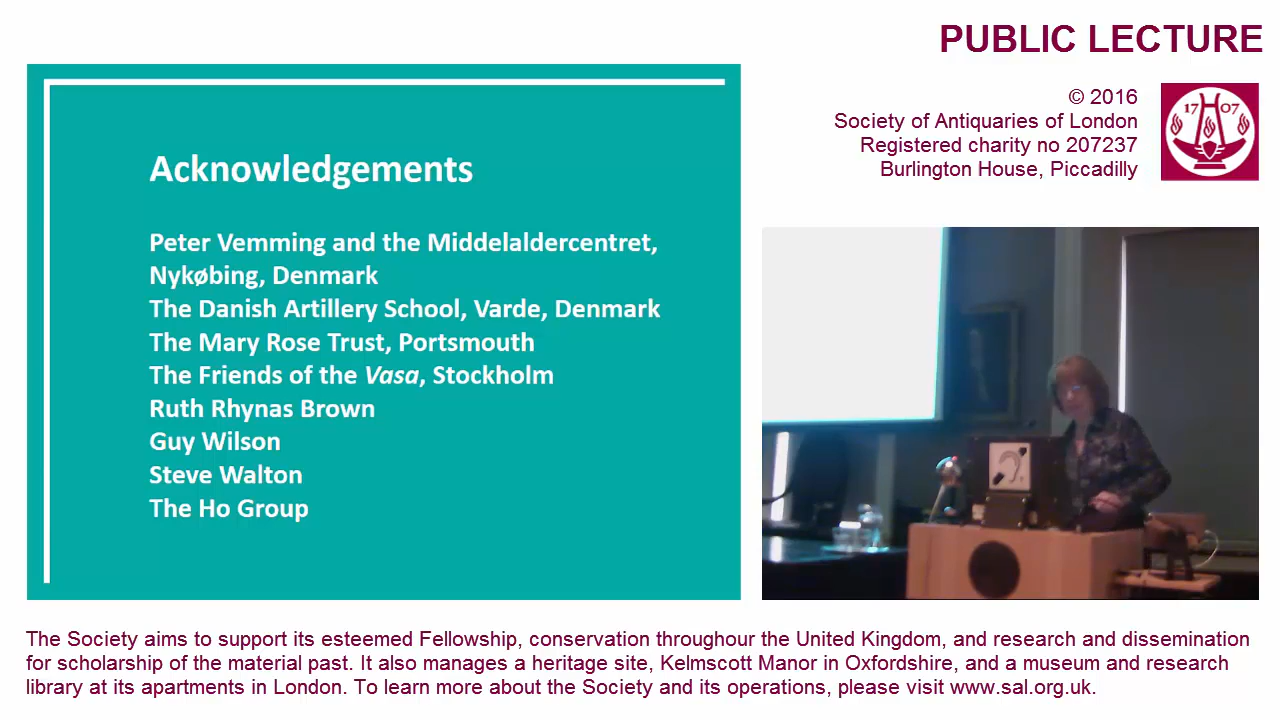 PUBLIC LECTURE
© 2016
Society of Antiquaries of London
Registered charity no 207237
Burlington House, Piccadilly
17 07
Acknowledgements
Peter Vemming and the Middelaldercentret,
Nykøbing, Denmark
The Danish Artillery School, Varde, Denmark
The Mary Rose Trust, Portsmouth
The Friends of the Vasa, Stockholm
Ruth Rhynas Brown
Guy Wilson
Steve Walton
The Ho Group
The Society aims to support its esteemed Fellowship, conservation throughour the United Kingdom, and research and dissemination
for scholarship of the material past. It also manages a heritage site, Kelmscott Manor in Oxfordshire, and a museum and research
library at its apartments in London. To learn more about the Society and its operations, please visit www.sal.org.uk.